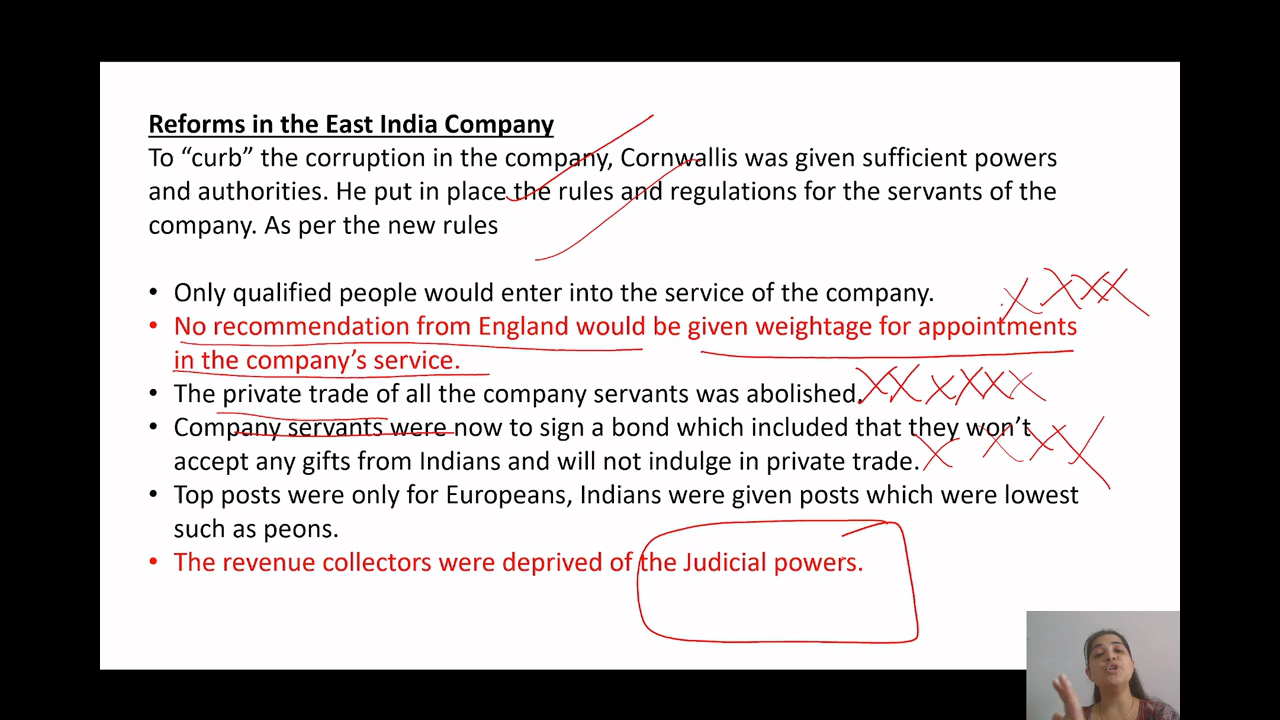 Reforms in the East India Company
To “curb” the corruption in the company, Cornwallis was given sufficient powers
and authorities. He put in place the rules and regulations for the servants of the
company. As per the new rules
• Only qualified people would enter into the service of the company.
• No recommendation from England would be given weightage for appointments
in the company’s service.
• The private trade of all the company servants was abolished.
• Company servants were now to sign a bond which included that they won’t
accept any gifts from Indians and will not indulge in private trade.
• Top posts were only for Europeans, Indians were given posts which were lowest
such as peons.
• The revenue collectors were deprived of the Judicial powers.